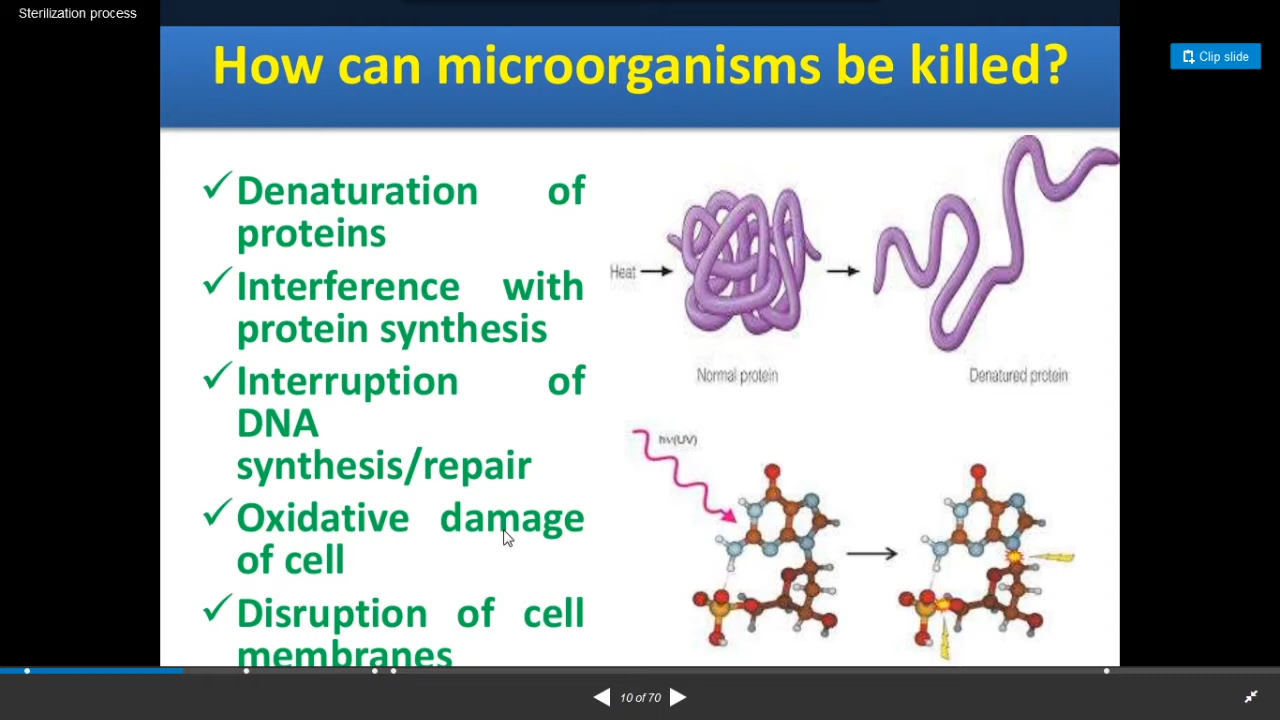 Sterilization process
How can microorganisms be killed?
Clip slide
✓Denaturation of
proteins
✓Interference with
protein synthesis
✓Interruption of
DNA
synthesis/repair
✓Oxidative damage
of cell
✓Disruption of cell
membranes
Heat
Normal protein
Denatured protein
hν(UV)
10 of 70